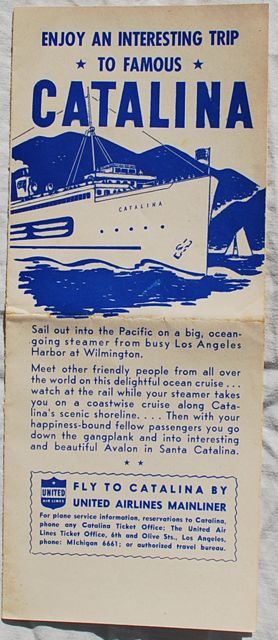 ENJOY AN INTERESTING TRIP
★ TO FAMOUS ★
CATALINA
CATALINA
Sail out into the Pacific on a big, ocean-
going steamer from busy Los Angeles
Harbor at Wilmington.
Meet other friendly people from all over
the world on this delightful ocean cruise ...
watch at the rail while your steamer takes
you on a coastwise cruise along Cata-
lina's scenic shoreline. . . . Then with your
happiness-bound fellow passengers you go
down the gangplank and into interesting
and beautiful Avalon in Santa Catalina.
★ ★
UNITED
AIR LINES
FLY TO CATALINA BY
UNITED AIRLINES MAINLINER
For plane service information, reservations to Catalina,
phone any Catalina Ticket Office; The United Air
Lines Ticket Office, 6th and Olive Sts., Los Angeles,
phone: MIchigan 6661; or authorized travel bureau.